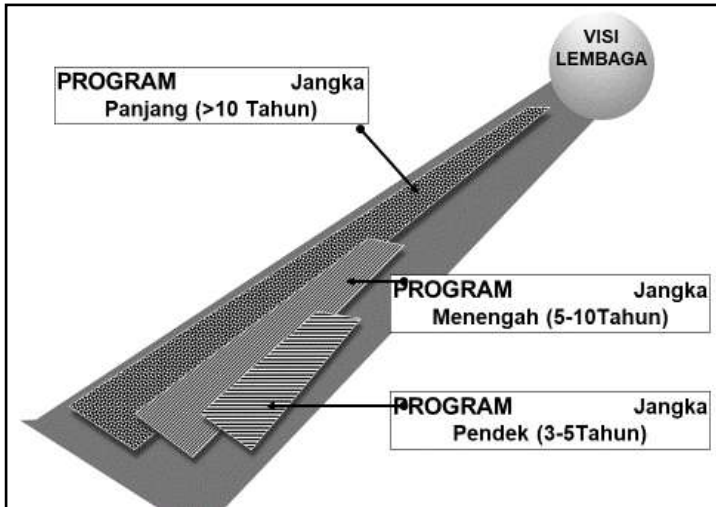 VISI
LEMBAGA
PROGRAM Jangka
Panjang (>10 Tahun)
PROGRAM Jangka
Menengah (5-10Tahun)
PROGRAM Jangka
Pendek (3-5Tahun)